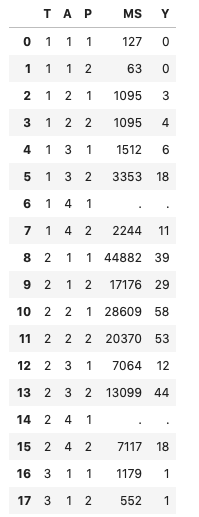 T A P MS Y
0 1 1 1 127 0
1 1 1 2 63 0
2 1 2 1 1095 3
3 1 2 2 1095 4
4 1 3 1 1512 6
5 1 3 2 3353 18
6 1 4 1 . .
7 1 4 2 2244 11
8 2 1 1 44882 39
9 2 1 2 17176 29
10 2 2 1 28609 58
11 2 2 2 20370 53
12 2 3 1 7064 12
13 2 3 2 13099 44
14 2 4 1 . .
15 2 4 2 7117 18
16 3 1 1 1179 1
17 3 1 2 552 1